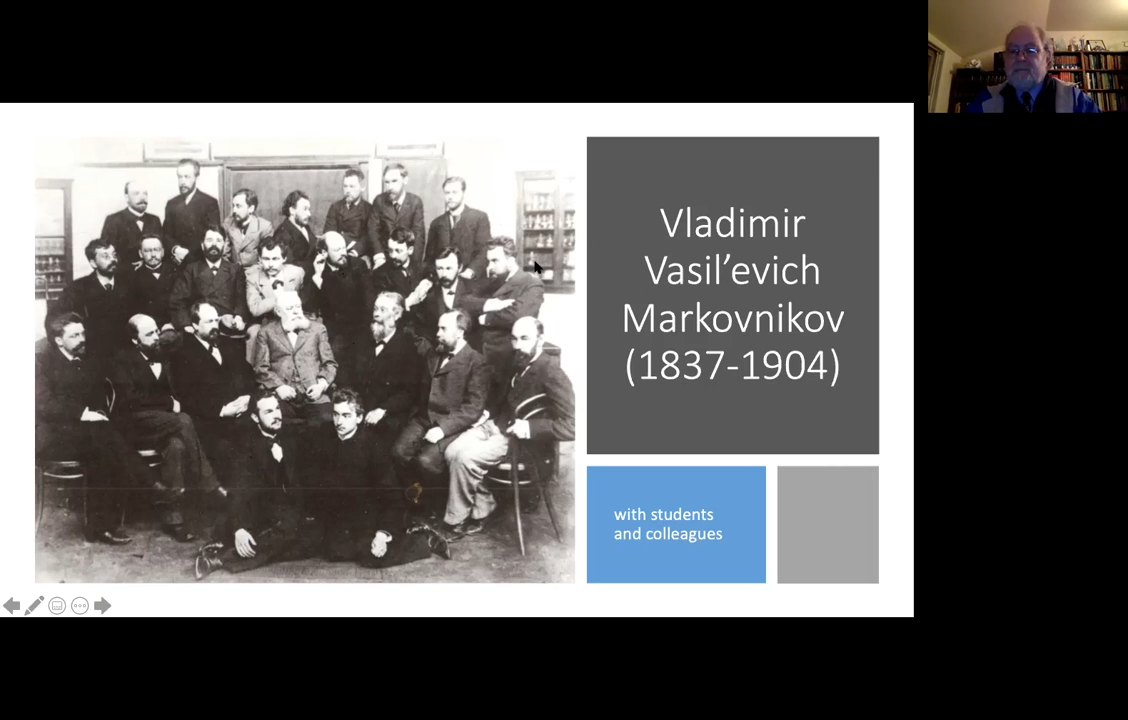 Vladimir
Vasil’evich
Markovnikov
(1837-1904)
with students
and colleagues